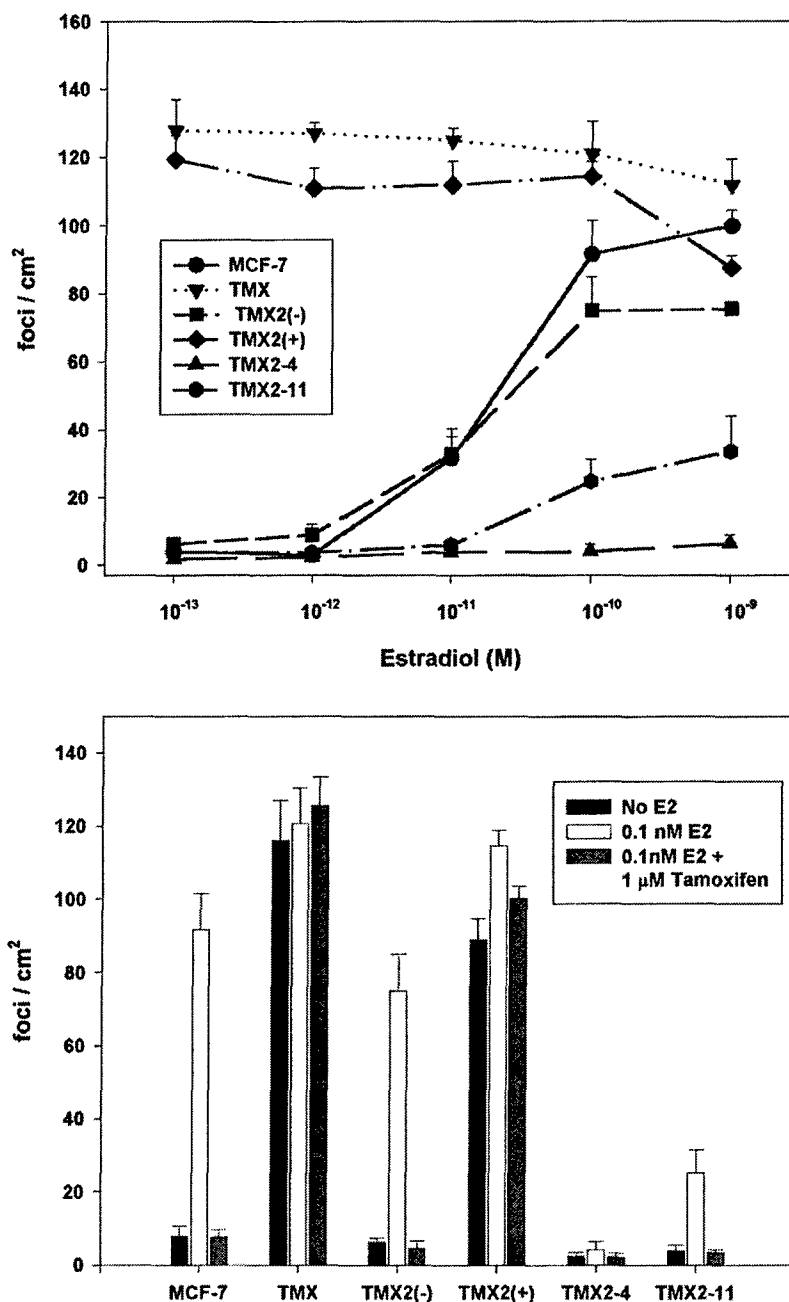 160
140
120
100
80
60
40
20
0
foci / cm²
MCF-7
TMX
TMX2(-)
TMX2(+)
TMX2-4
TMX2-11
10⁻¹³
10⁻¹²
10⁻¹¹
10⁻¹⁰
10⁻⁹
Estradiol (M)
140
120
100
80
60
40
20
0
foci / cm²
No E2
0.1 nM E2
0.1nM E2 +
1 μM Tamoxifen
MCF-7
TMX
TMX2(-)
TMX2(+)
TMX2-4
TMX2-11